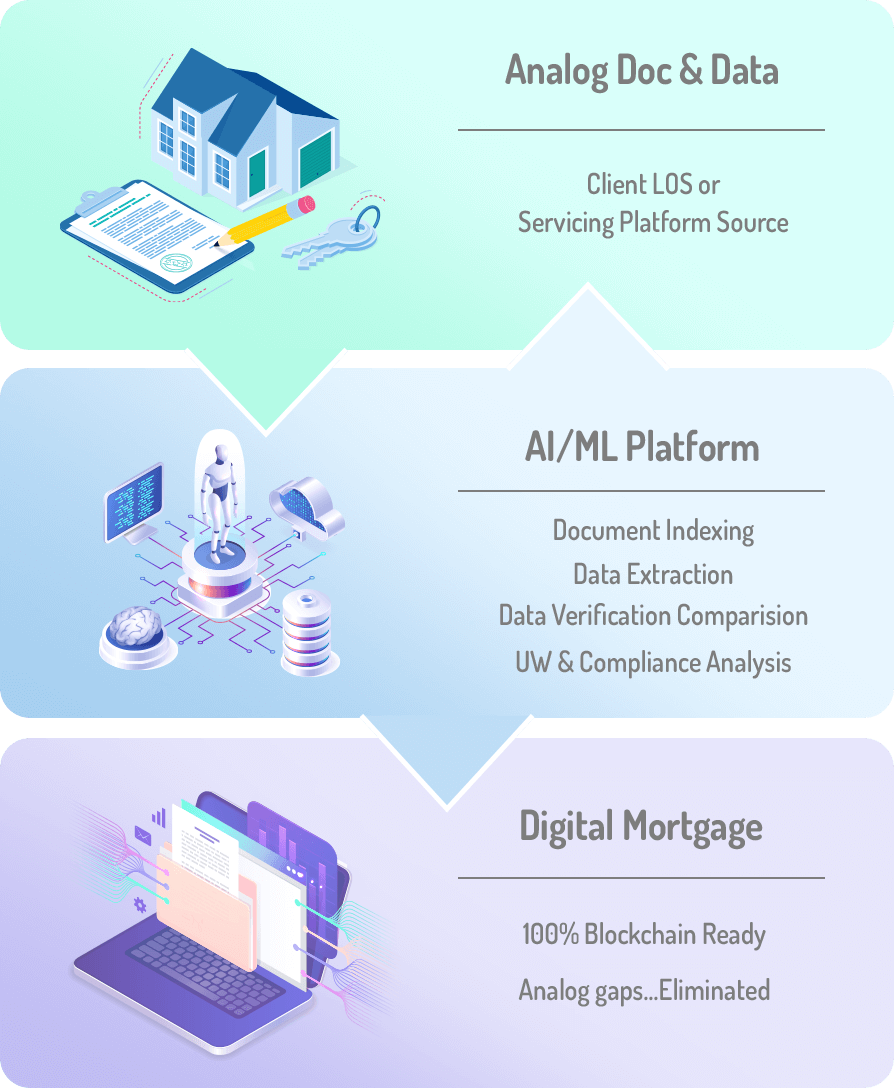 Analog Doc & Data
Client LOS or
Servicing Platform Source
AI/ML Platform
Document Indexing
Data Extraction
Data Verification Comparision
UW & Compliance Analysis
Digital Mortgage
100% Blockchain Ready
Analog gaps...Eliminated